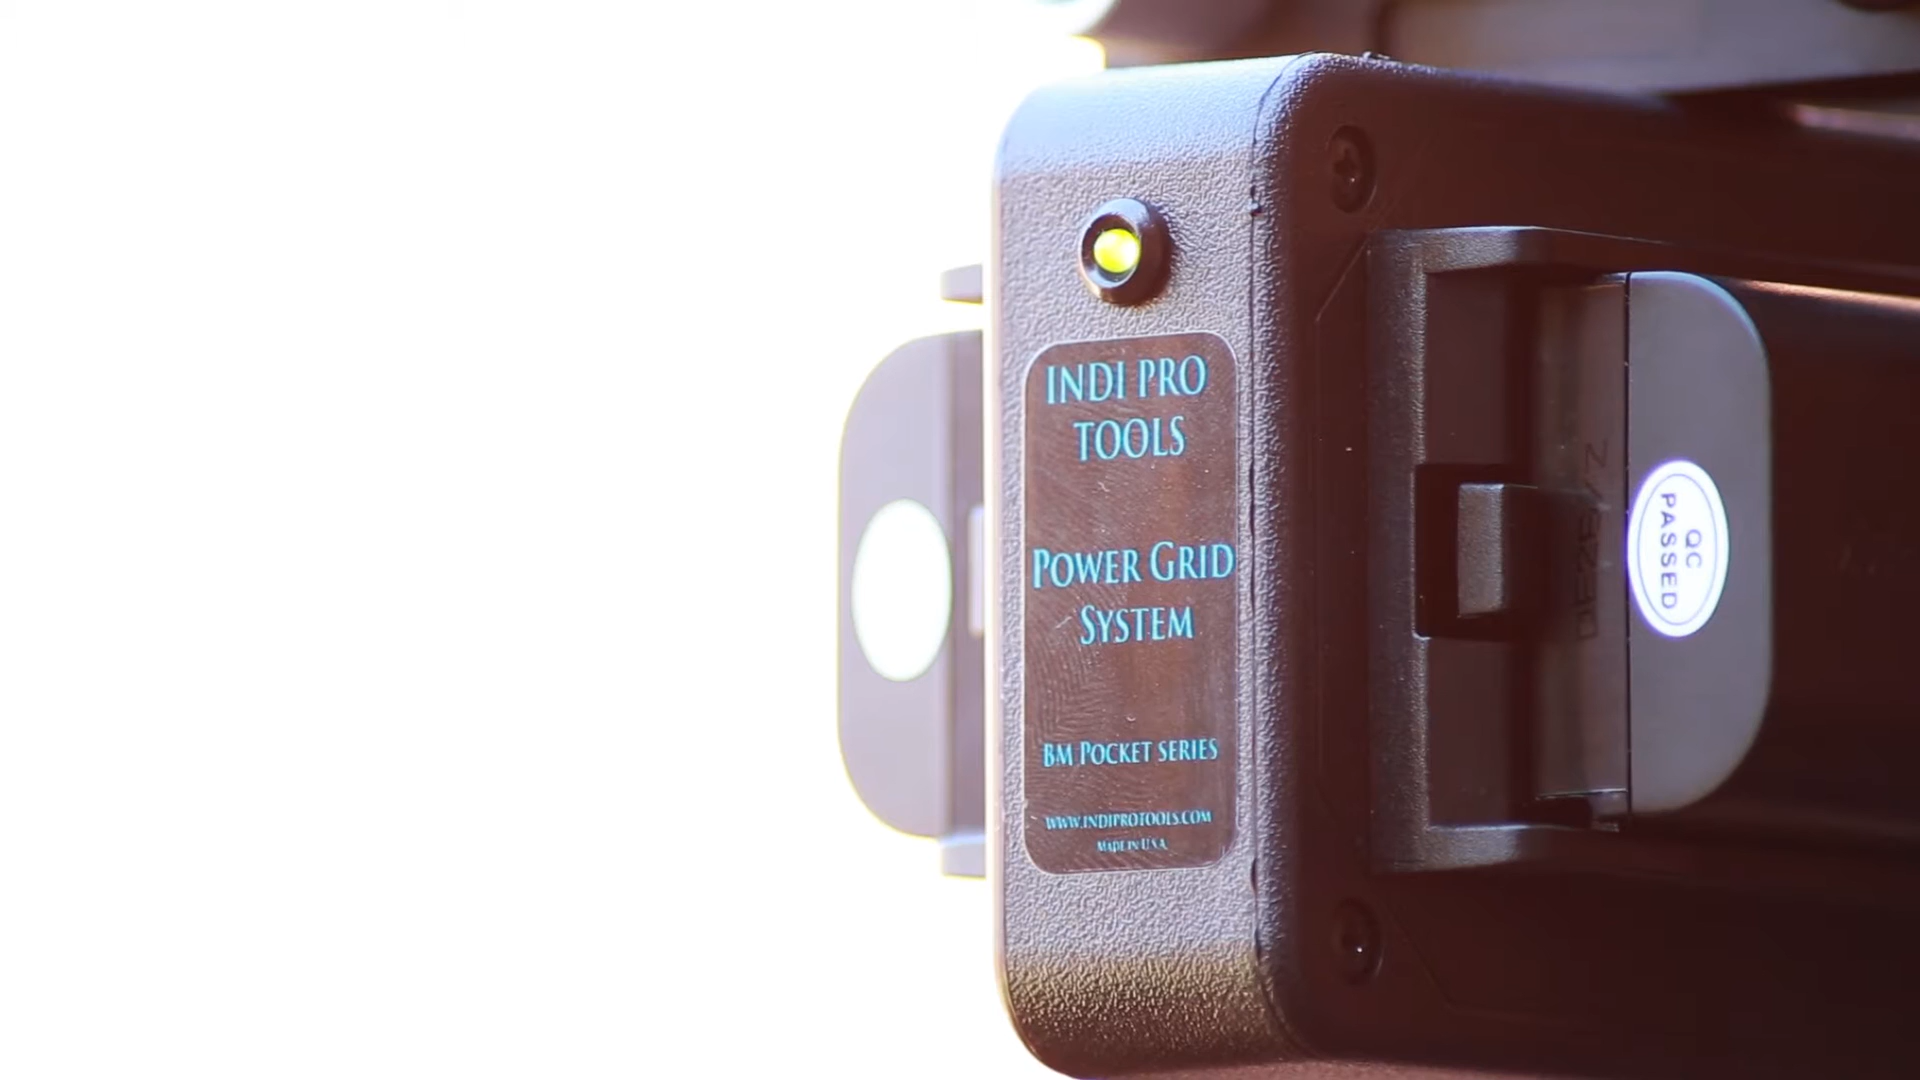 INDI PRO
TOOLS
POWER GRID
SYSTEM
BM POCKET SERIES
WWW.INDIPROTOOLS.COM
MADE IN U.S.A.
QC
PASSED